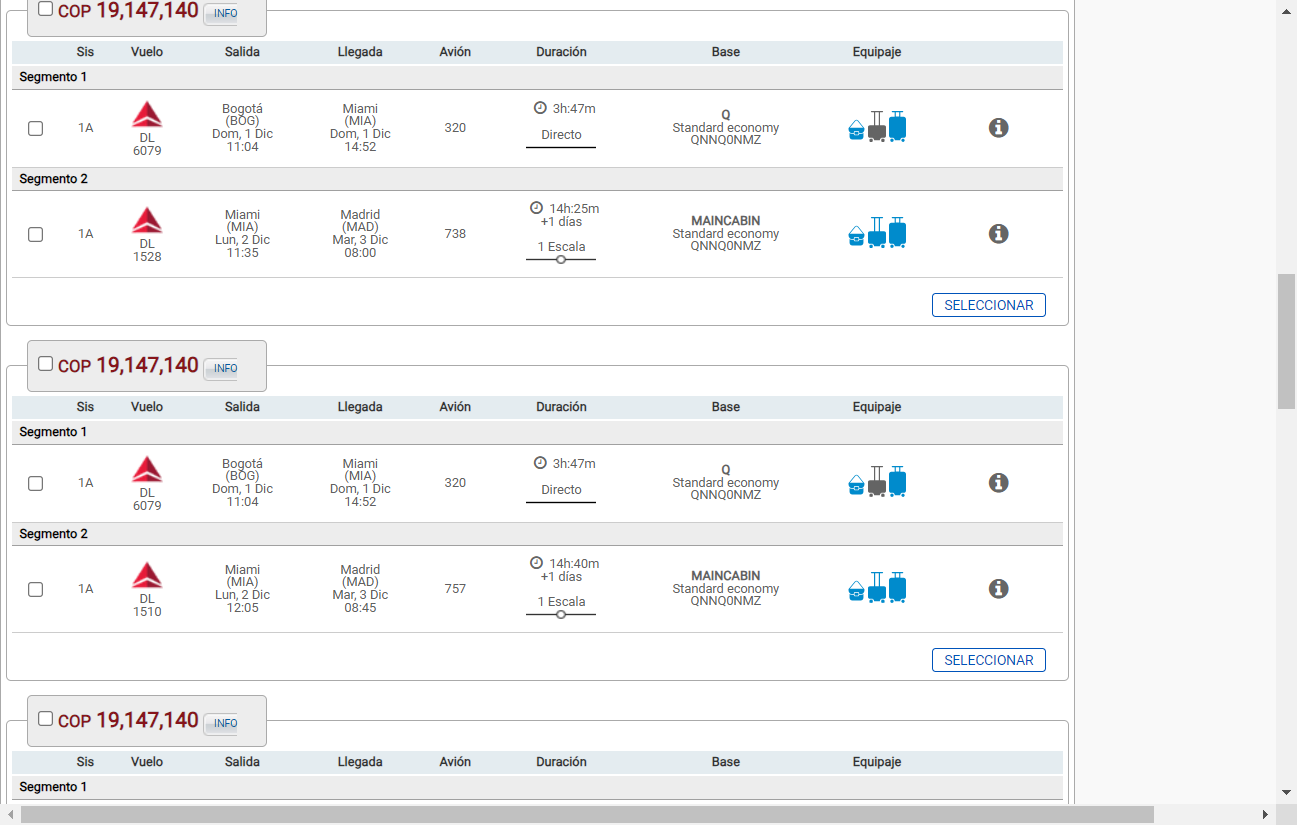 COP 19,147,140 INFO
Sis Vuelo Salida Llegada Avión Duración Base Equipaje
Segmento 1
1A
DL
6079
Bogotá
(BOG)
Dom, 1 Dic
11:04
Miami
(MIA)
Dom, 1 Dic
14:52
320
3h:47m
Directo
Q
Standard economy
QNNQ0NMZ
Segmento 2
1A
DL
1528
Miami
(MIA)
Lun, 2 Dic
11:35
Madrid
(MAD)
Mar, 3 Dic
08:00
738
14h:25m
+1 días
1 Escala
MAINCABIN
Standard economy
QNNQ0NMZ
SELECCIONAR
COP 19,147,140 INFO
Sis Vuelo Salida Llegada Avión Duración Base Equipaje
Segmento 1
1A
DL
6079
Bogotá
(BOG)
Dom, 1 Dic
11:04
Miami
(MIA)
Dom, 1 Dic
14:52
320
3h:47m
Directo
Q
Standard economy
QNNQ0NMZ
Segmento 2
1A
DL
1510
Miami
(MIA)
Lun, 2 Dic
12:05
Madrid
(MAD)
Mar, 3 Dic
08:45
757
14h:40m
+1 días
1 Escala
MAINCABIN
Standard economy
QNNQ0NMZ
SELECCIONAR
COP 19,147,140 INFO
Sis Vuelo Salida Llegada Avión Duración Base Equipaje
Segmento 1